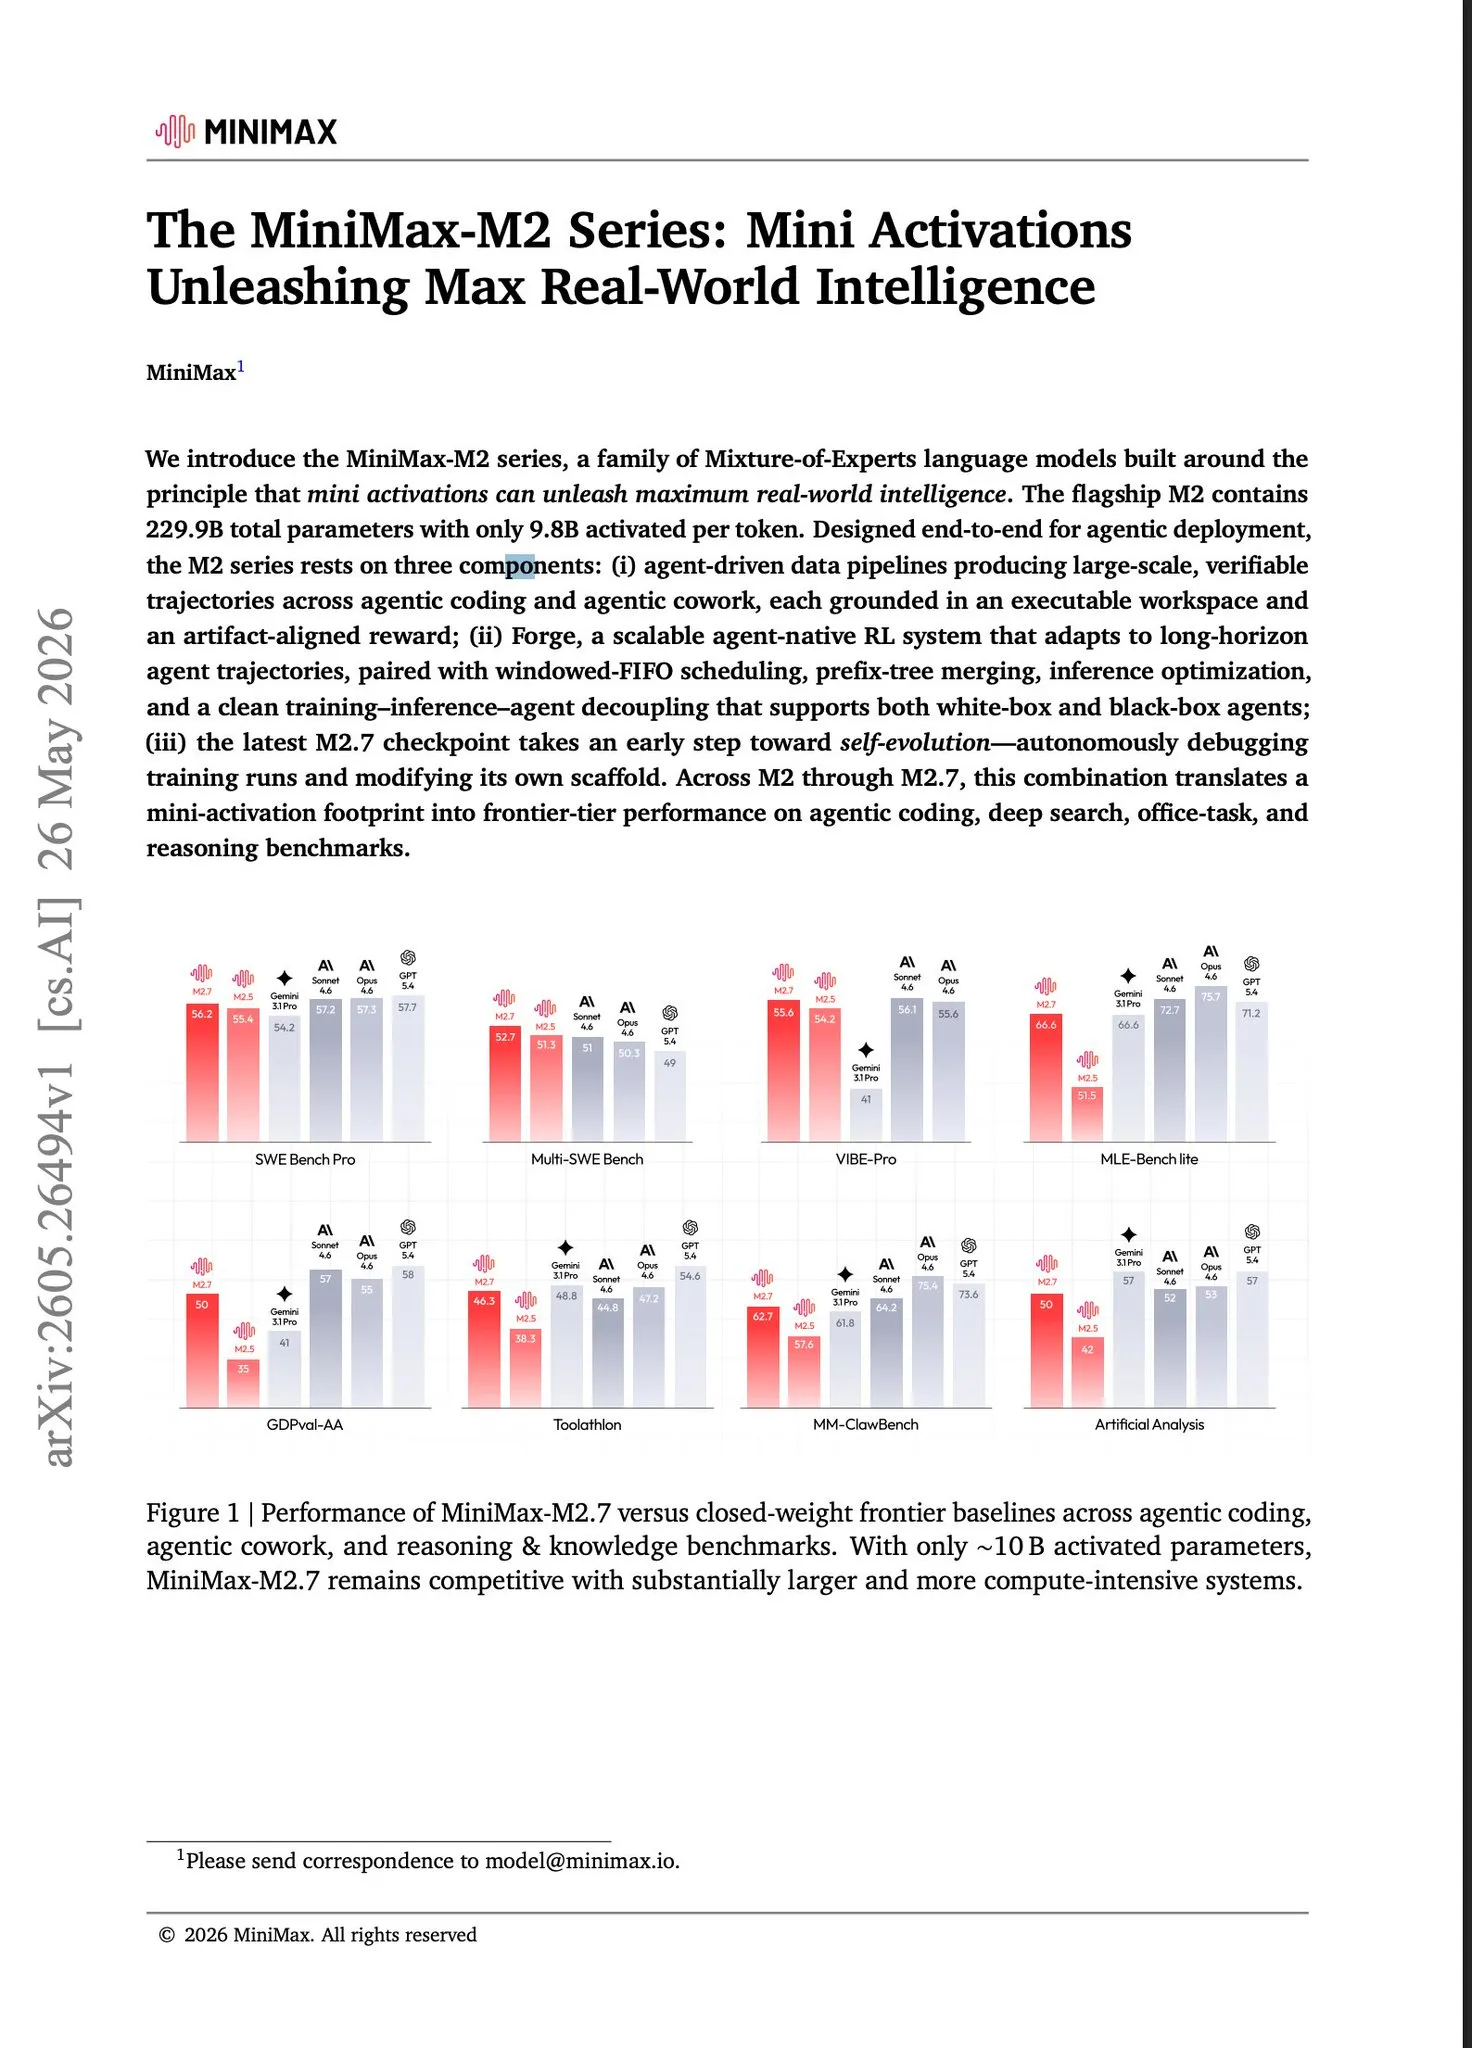 MINIMAX
The MiniMax-M2 Series: Mini Activations
Unleashing Max Real-World Intelligence
MiniMax1
We introduce the MiniMax-M2 series, a family of Mixture-of-Experts language models built around the
principle that mini activations can unleash maximum real-world intelligence. The flagship M2 contains
229.9B total parameters with only 9.8B activated per token. Designed end-to-end for agentic deployment,
the M2 series rests on three components: (i) agent-driven data pipelines producing large-scale, verifiable
trajectories across agentic coding and agentic cowork, each grounded in an executable workspace and
an artifact-aligned reward; (ii) Forge, a scalable agent-native RL system that adapts to long-horizon
agent trajectories, paired with windowed-FIFO scheduling, prefix-tree merging, inference optimization,
and a clean training–inference–agent decoupling that supports both white-box and black-box agents;
(iii) the latest M2.7 checkpoint takes an early step toward self-evolution—autonomously debugging
training runs and modifying its own scaffold. Across M2 through M2.7, this combination translates a
mini-activation footprint into frontier-tier performance on agentic coding, deep search, office-task, and
reasoning benchmarks.
arXiv:2605.26494v1 [cs.AI] 26 May 2026
M2.7
56.2
M2.5
55.4
Gemini
3.1 Pro
54.2
Sonnet
4.6
57.2
Opus
4.6
57.3
GPT
5.4
57.7
SWE Bench Pro
M2.7
52.7
M2.5
51.3
Sonnet
4.6
51
Opus
4.6
50.3
GPT
5.4
49
Multi-SWE Bench
M2.7
55.6
M2.5
54.2
Gemini
3.1 Pro
41
Sonnet
4.6
56.1
Opus
4.6
55.6
VIBE-Pro
M2.7
66.6
M2.5
51.5
Gemini
3.1 Pro
66.6
Sonnet
4.6
72.7
Opus
4.6
75.7
GPT
5.4
71.2
MLE-Bench lite
M2.7
50
M2.5
35
Gemini
3.1 Pro
41
Sonnet
4.6
57
Opus
4.6
55
GPT
5.4
58
GDPval-AA
M2.7
46.3
M2.5
38.3
Gemini
3.1 Pro
48.8
Sonnet
4.6
44.8
Opus
4.6
47.2
GPT
5.4
54.6
Toolathlon
M2.7
62.7
M2.5
57.6
Gemini
3.1 Pro
61.8
Sonnet
4.6
64.2
Opus
4.6
75.4
GPT
5.4
73.6
MM-ClawBench
M2.7
50
M2.5
42
Gemini
3.1 Pro
57
Sonnet
4.6
52
Opus
4.6
53
GPT
5.4
57
Artificial Analysis
Figure 1 | Performance of MiniMax-M2.7 versus closed-weight frontier baselines across agentic coding,
agentic cowork, and reasoning & knowledge benchmarks. With only ~10 B activated parameters,
MiniMax-M2.7 remains competitive with substantially larger and more compute-intensive systems.
1Please send correspondence to model@minimax.io.
© 2026 MiniMax. All rights reserved